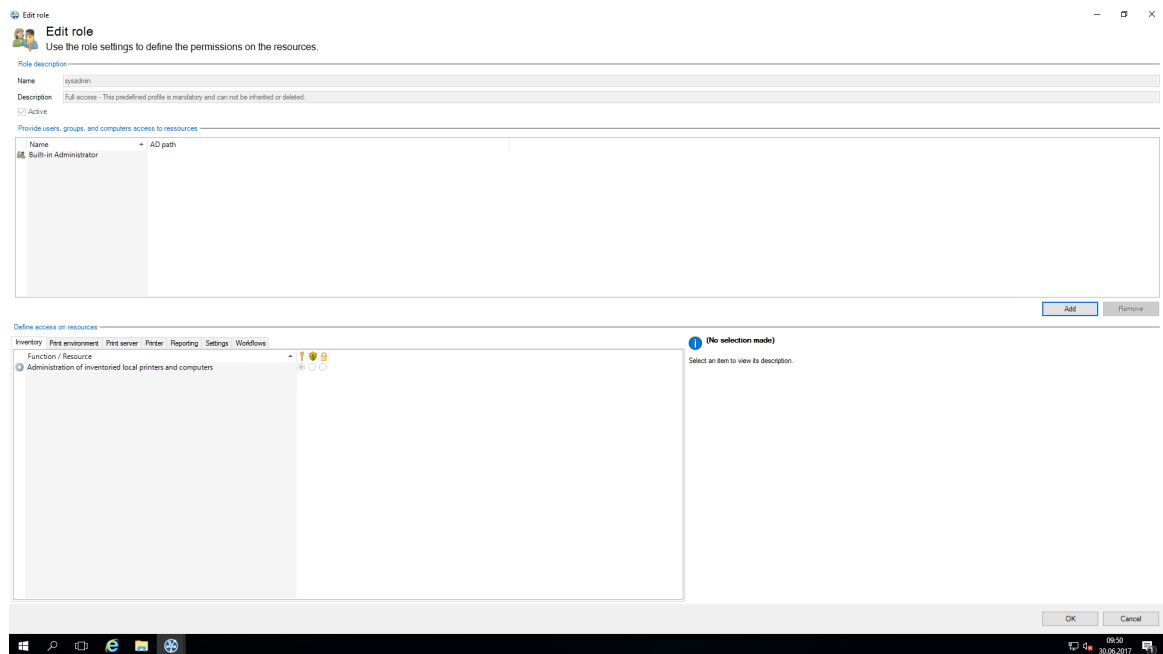 Edit role
Edit role
Use the role settings to define the permissions on the resources.
Role description
Name sysadmin
Description Full access - This predefined profile is mandatory and can not be inherited or deleted.
Active
Provide users, groups, and computers access to ressources
Name AD path
Built-in Administrator
Add Remove
Define access on resources
Inventory Print environment Print server Printer Reporting Settings Workflows
Function / Resource
Administration of inventoried local printers and computers
(No selection made)
Select an item to view its description.
OK Cancel
09:50
30.06.2017